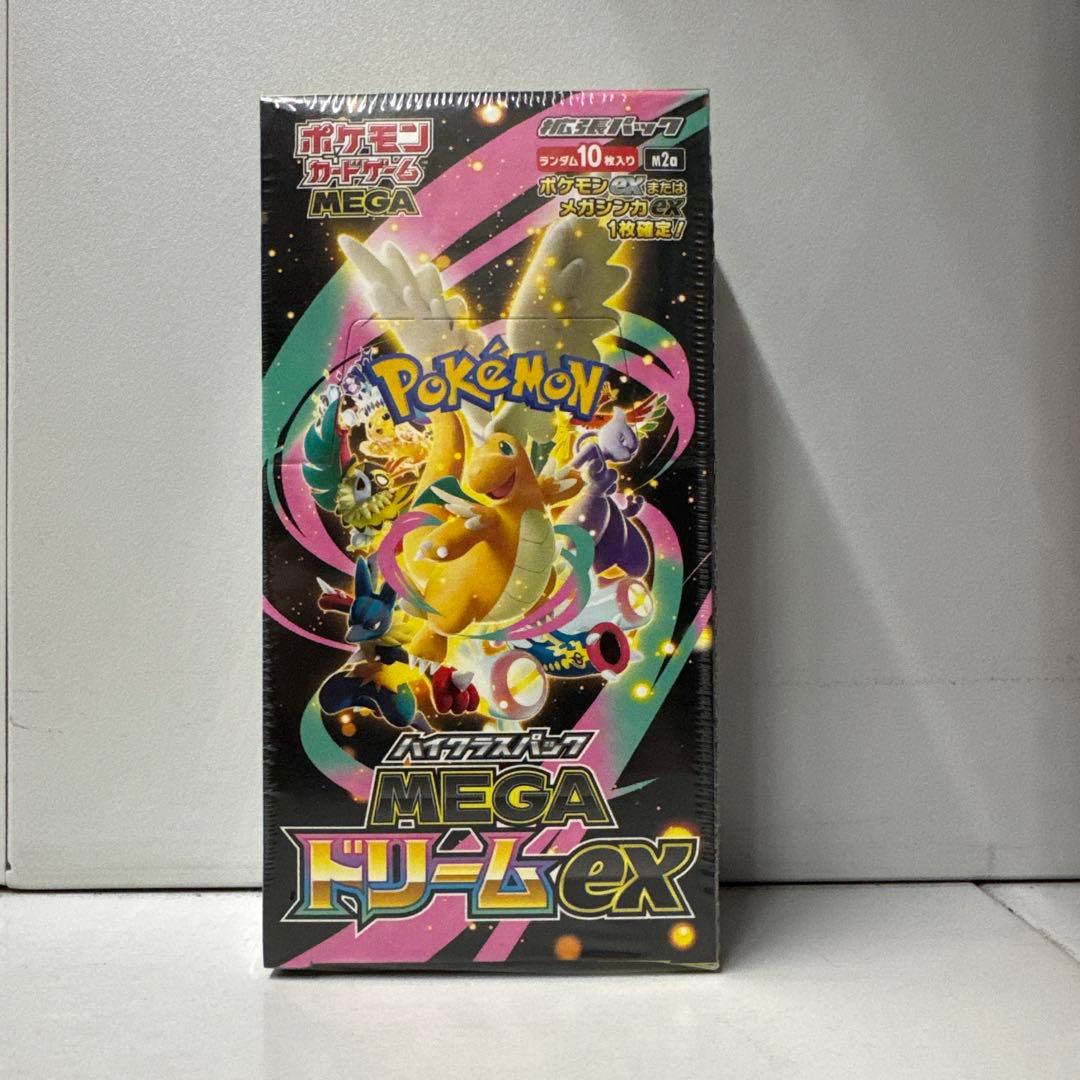 ポケモン
カードゲーム
MEGA
拡張パック
ランダム10枚入り M2a
ポケモンexまたは
メガシンカex
1枚確定!
POKéMON
ハイクラスパック
MEGA
ドリームex